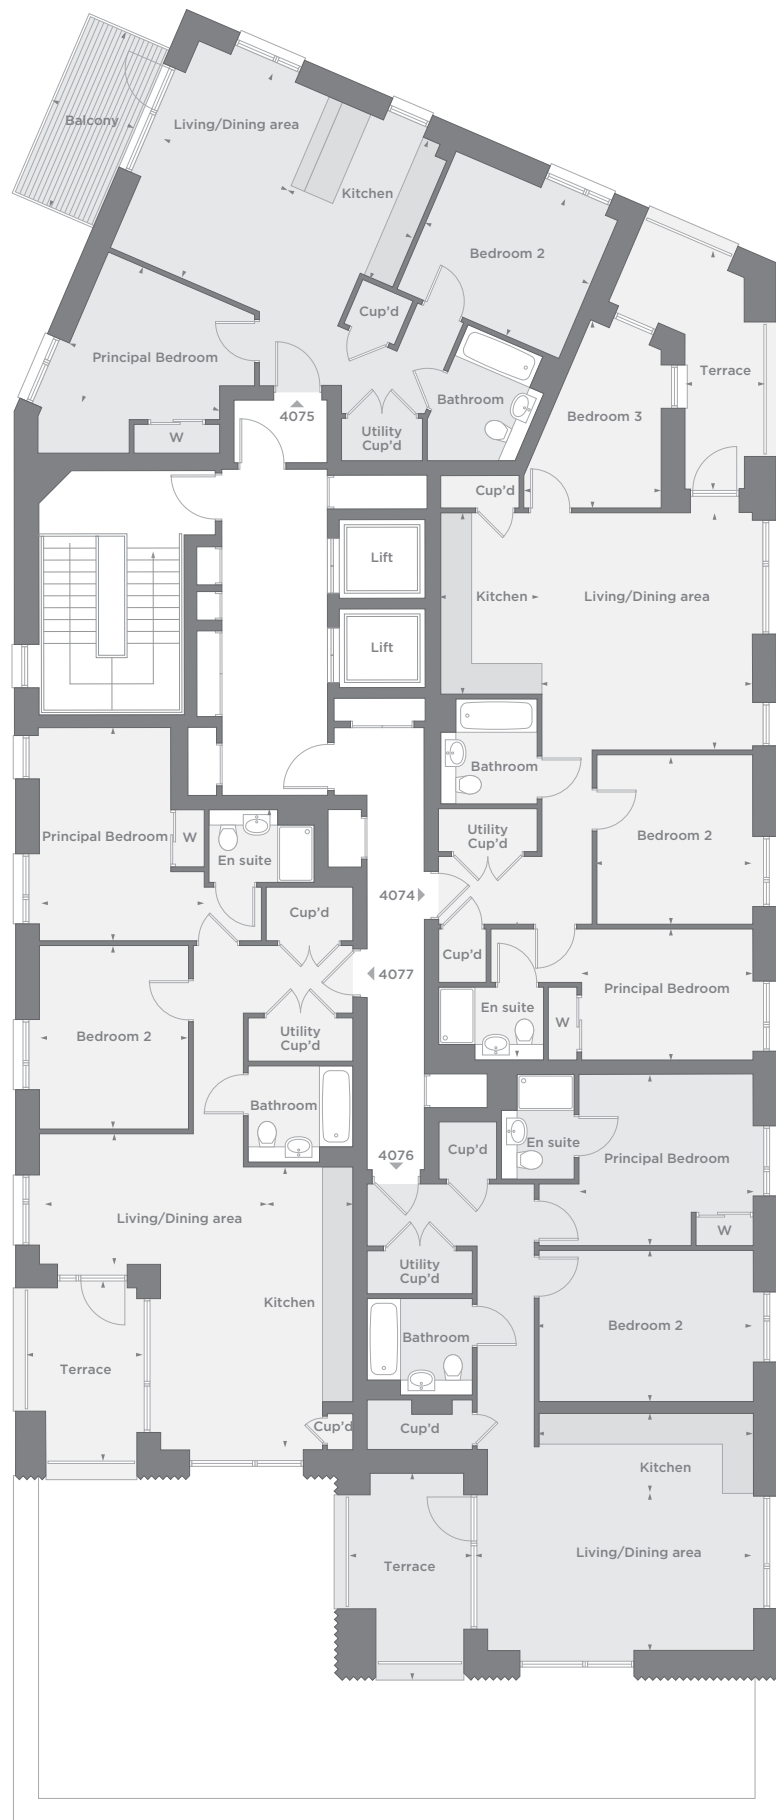 Balcony
Living/Dining area
Kitchen
Bedroom 2
Cup'd
Principal Bedroom
Terrace
Bathroom
4075
Bedroom 3
W
Utility
Cup'd
Cup'd
Lift
Kitchen
Living/Dining area
Lift
Bathroom
Principal Bedroom
W
Utility
Cup'd
Bedroom 2
En suite
4074
Cup'd
Cup'd
4077
Principal Bedroom
En suite
W
Bedroom 2
Utility
Cup'd
Bathroom
En suite
Cup'd
4076
Principal Bedroom
Living/Dining area
W
Utility
Cup'd
Kitchen
Bedroom 2
Bathroom
Terrace
Cup'd
Cup'd
Kitchen
Living/Dining area
Terrace